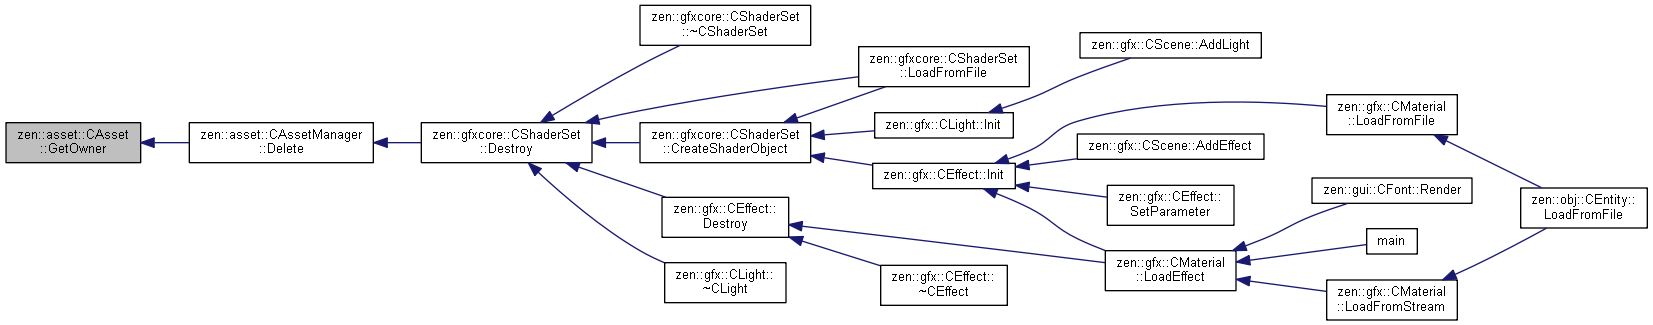 zen::asset::CAsset
::GetOwner
zen::asset::CAssetManager
::Delete
zen::gfxcore::CShaderSet
::Destroy
zen::gfxcore::CShaderSet
::~CShaderSet
zen::gfxcore::CShaderSet
::LoadFromFile
zen::gfxcore::CShaderSet
::CreateShaderObject
zen::gfx::CEffect::
Destroy
zen::gfx::CLight::
~CLight
zen::gfx::CLight::Init
zen::gfx::CEffect::Init
zen::gfx::CEffect::
~CEffect
zen::gfx::CScene::AddLight
zen::gfx::CScene::AddEffect
zen::gfx::CEffect::
SetParameter
zen::gfx::CMaterial
::LoadEffect
zen::gfx::CMaterial
::LoadFromFile
zen::gui::CFont::Render
main
zen::gfx::CMaterial
::LoadFromStream
zen::obj::CEntity::
LoadFromFile